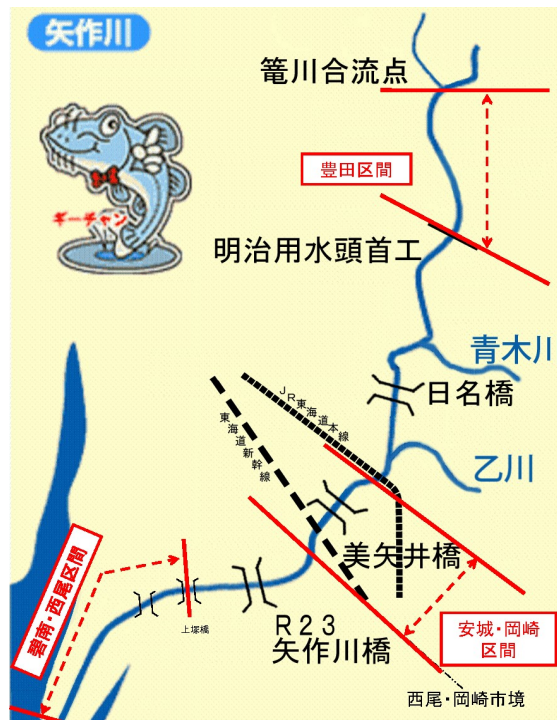 矢作川
篭川合流点
豊田区間
ギーチャン
明治用水頭首工
青木川
日名橋
JR東海道本線
東海道新幹線
乙川
美矢井橋
碧南・西尾区間
上塚橋
R23
矢作川橋
安城・岡崎
区間
西尾・岡崎市境